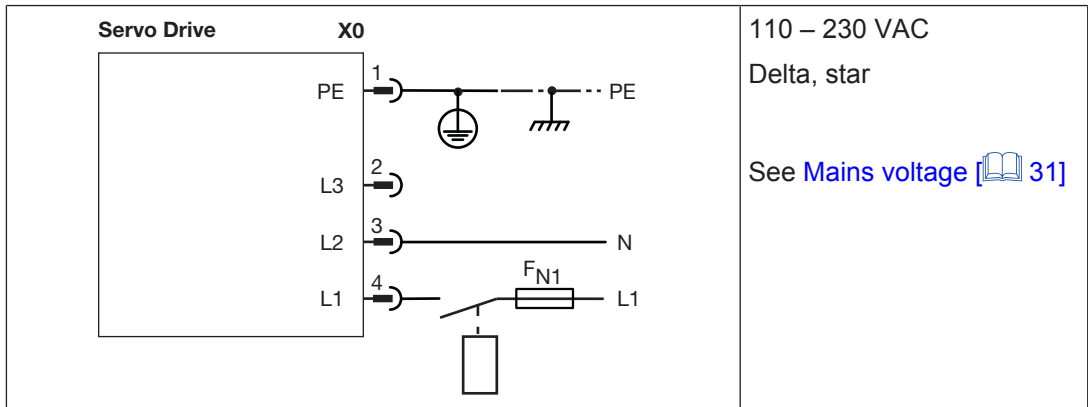 Servo Drive X0
PE 1 PE
L3 2
L2 3 N
FN1
L1 4 L1
110 – 230 VAC
Delta, star
See Mains voltage [ 31]